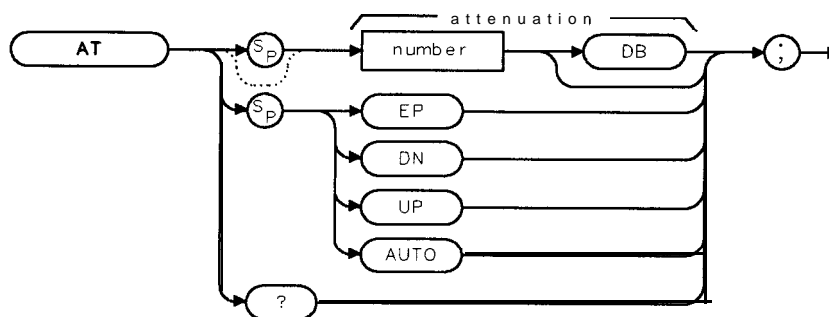 attenuation
AT SP number DB ;
SP EP
DN
UP
AUTO
?